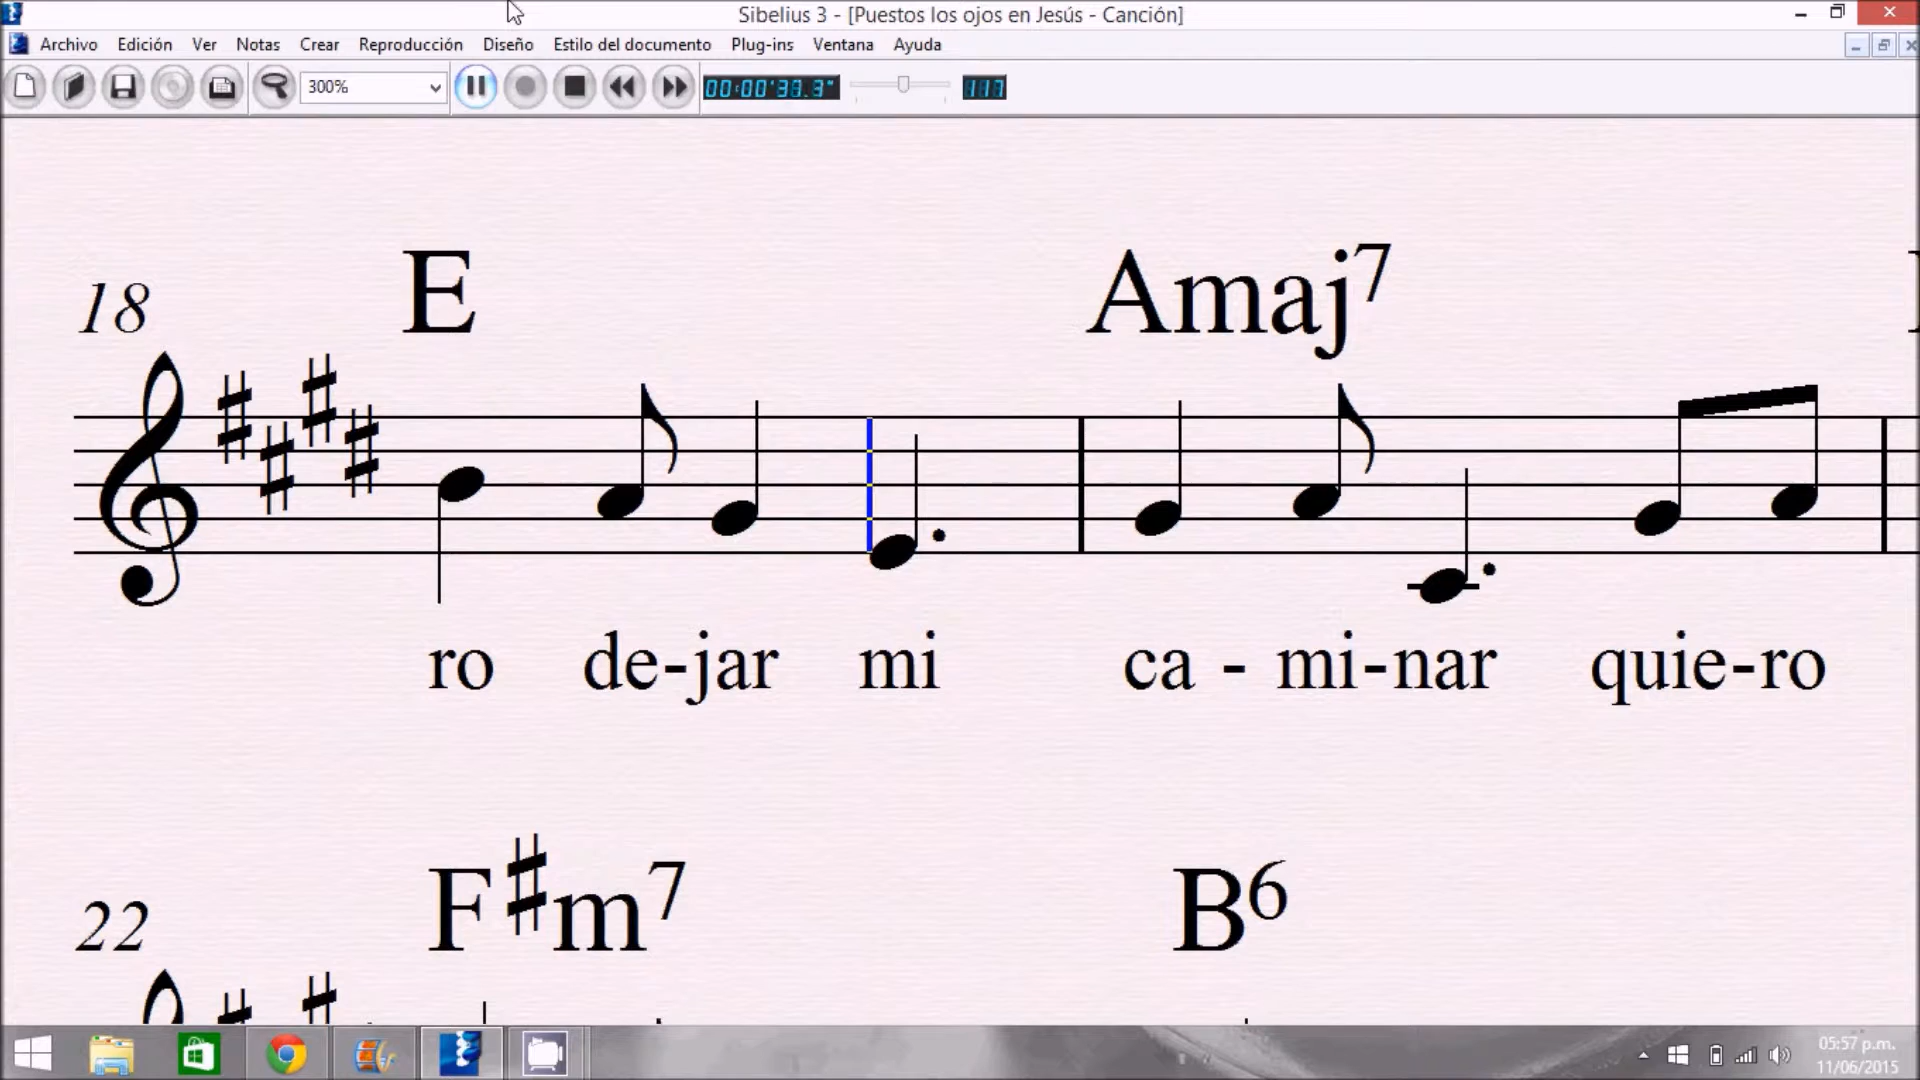 Sibelius 3 - [Puestos los ojos en Jesús - Canción]
Archivo Edición Ver Notas Crear Reproducción Diseño Estilo del documento Plug-ins Ventana Ayuda
300% 117
18 E Amaj7
ro de-jar mi ca - mi-nar quie-ro
22 F#m7 B6
05:57 p.m.
11/06/2015